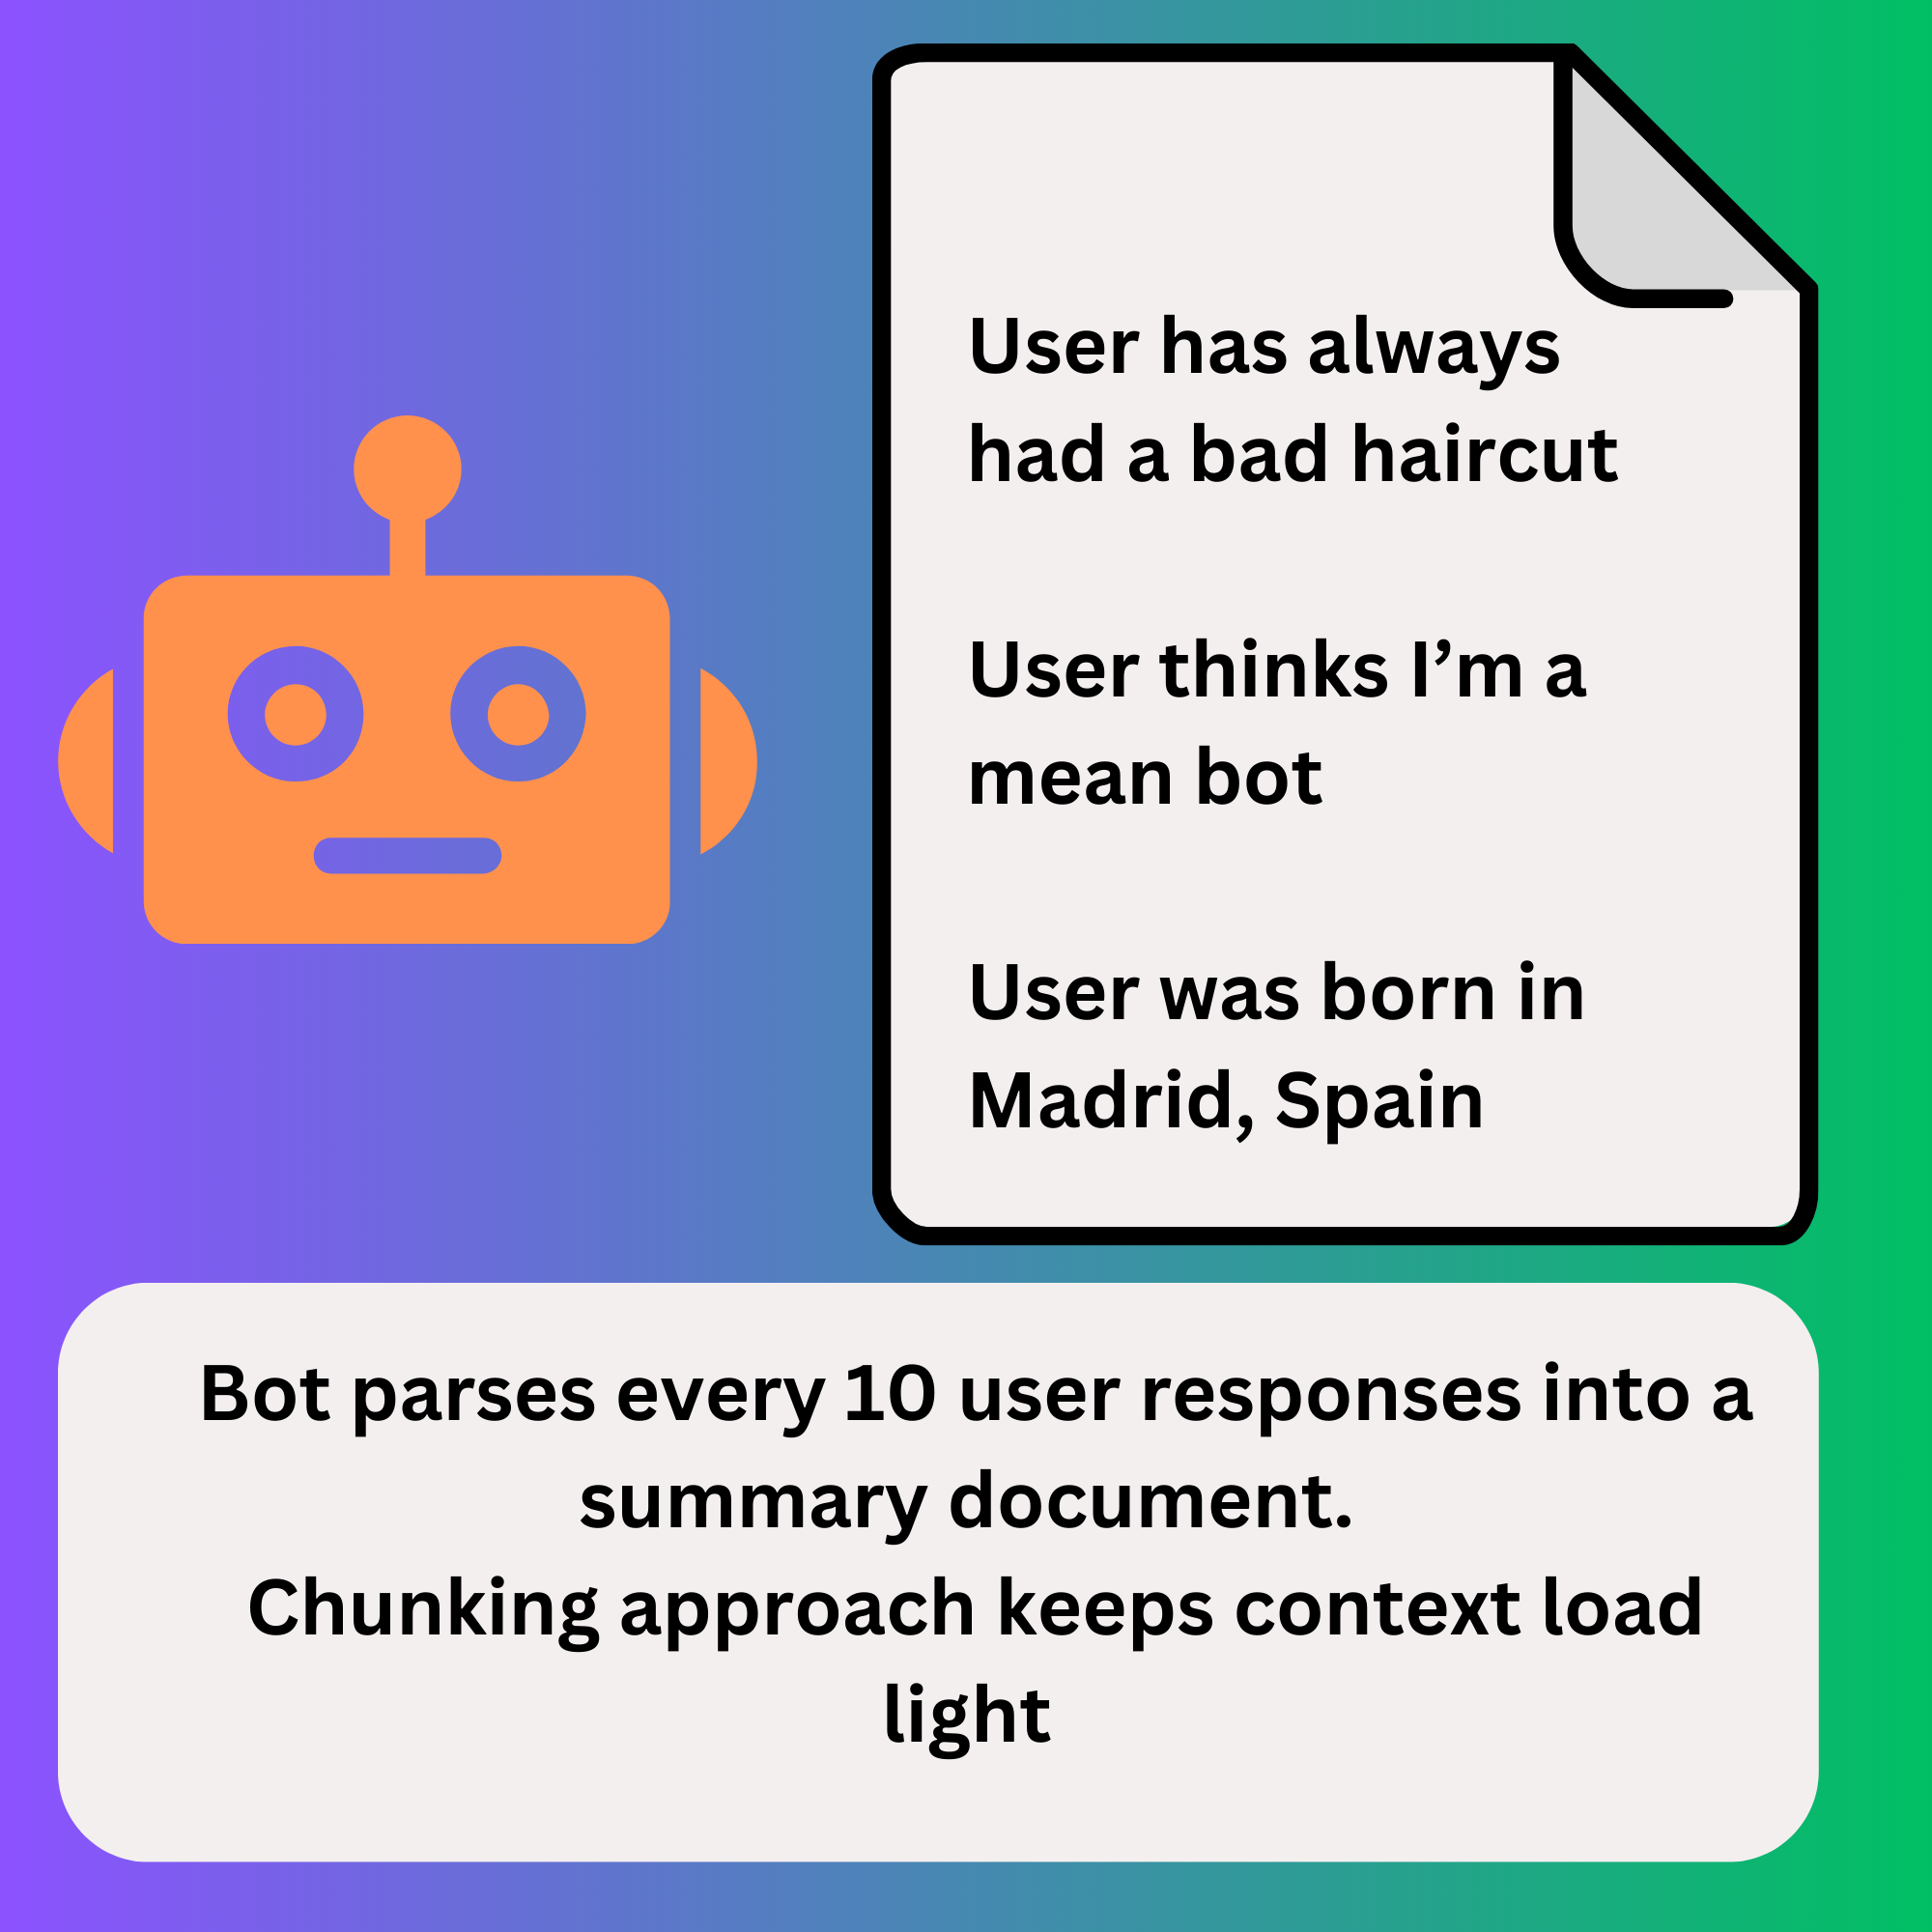 User has always
had a bad haircut
User thinks I’m a
mean bot
User was born in
Madrid, Spain
Bot parses every 10 user responses into a
summary document.
Chunking approach keeps context load
light